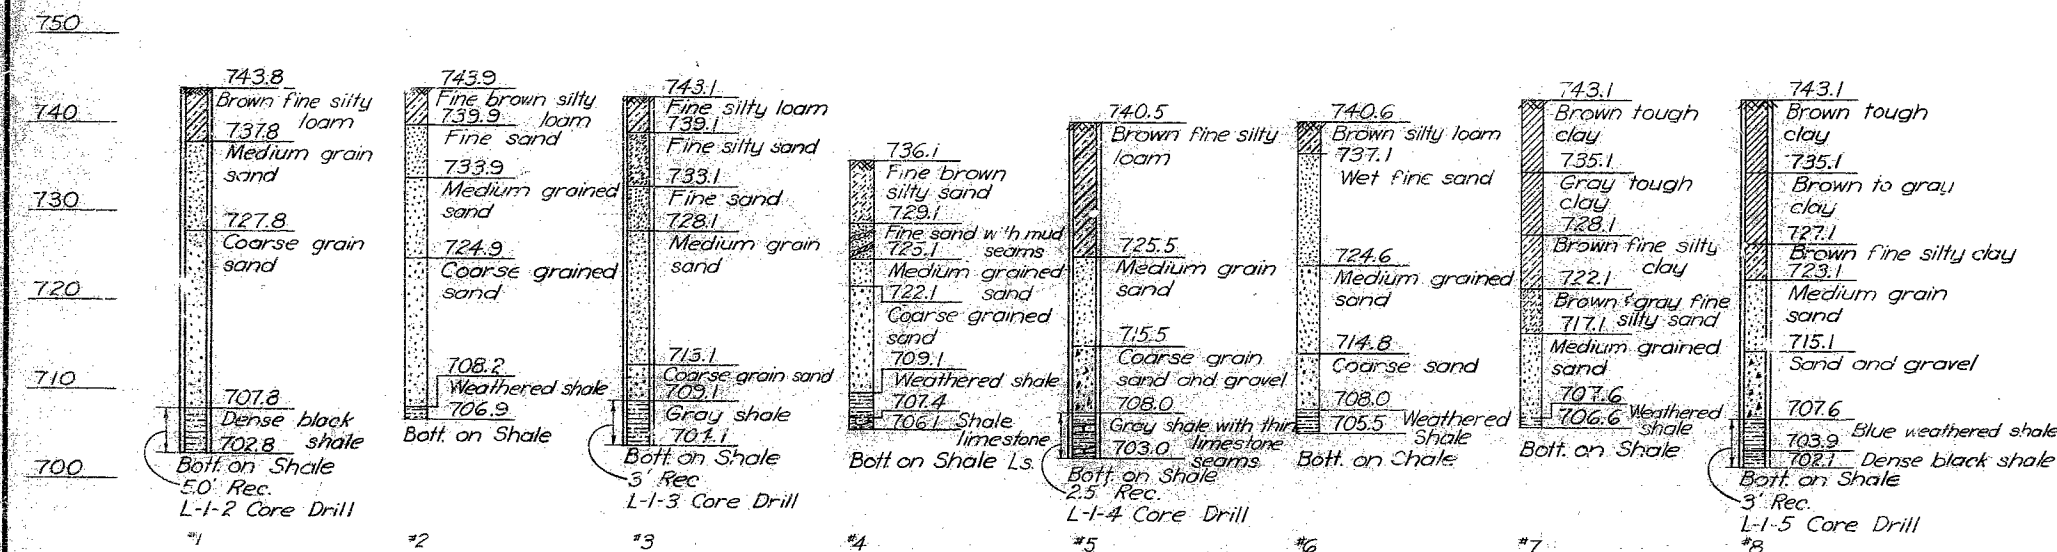 750
740
730
720
710
700
743.8
Brown fine silty
loam
737.8
Medium grain
sand
727.8
Coarse grain
sand
707.8
Dense black
shale
702.8
Bott on Shale
5.0' Rec.
L-1-2 Core Drill
#1
743.9
Fine brown silty
loam
739.9
Fine sand
733.9
Medium grained
sand
724.9
Coarse grained
sand
708.2
Weathered shale
706.9
Bott. on Shale
#2
743.1
Fine silty loam
739.1
Fine silty sand
733.1
Fine sand
728.1
Medium grain
sand
713.1
Coarse grain sand
709.1
Gray shale
Bott on Shale
3' Rec
L-1-3 Core Drill
#3
736.1
Fine brown
silty sand
729.1
Fine sand with mud
seams
725.1
Medium grained
sand
722.1
Coarse grained
sand
709.1
Weathered shale
707.4
Shale
limestone
706.1
Bott on Shale Ls.
#4
740.5
Brown fine silty
loam
725.5
Medium grain
sand
715.5
Coarse grain
sand and gravel
708.0
Gray shale with thin
limestone
seams
703.0
Bott on Shale
2.5' Rec.
L-1-4 Core Drill
#5
740.6
Brown silty loam
737.1
Wet fine sand
724.6
Medium grained
sand
714.8
Coarse sand
708.0
Weathered
Shale
705.5
Bott. on Shale
#6
743.1
Brown tough
clay
735.1
Gray tough
clay
728.1
Brown fine silty
clay
722.1
Brown & gray fine
silty sand
717.1
Medium grained
sand
707.6
Weathered
shale
706.6
Bott. on Shale
#7
743.1
Brown tough
clay
735.1
Brown to gray
clay
727.1
Brown fine silty clay
723.1
Medium grain
sand
715.1
Sand and gravel
707.6
Blue weathered shale
703.9
702.1 Dense black shale
Bott. on Shale
3' Rec.
L-1-5 Core Drill
#8